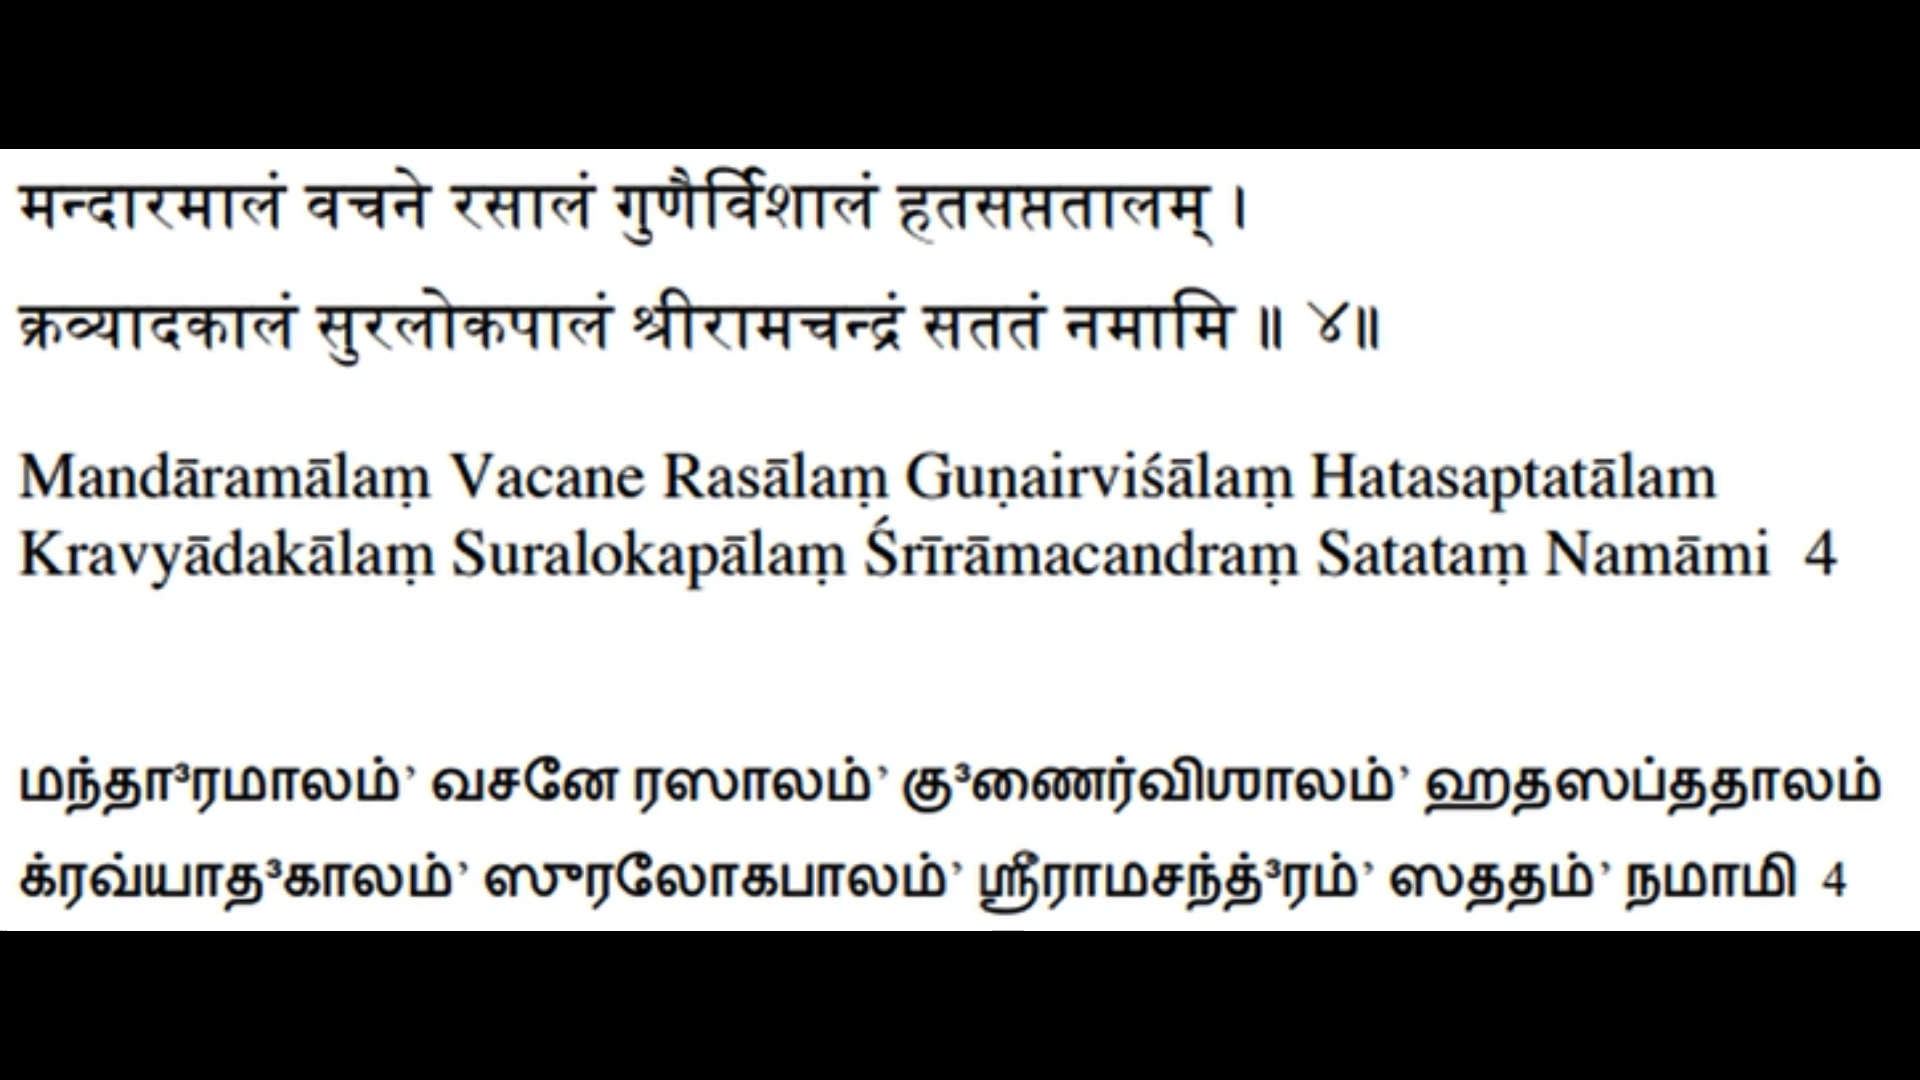 मन्दारमालं वचने रसालं गुणैर्विशालं हतसप्ततालम् ।
क्रव्यादकालं सुरलोकपालं श्रीरामचन्द्रं सततं नमामि ॥ ४॥
Mandāramālaṃ Vacane Rasālaṃ Guṇairviśālaṃ Hatasaptatālam
Kravyādakālaṃ Suralokapālaṃ Śrīrāmacandraṃ Satataṃ Namāmi 4
மந்தா³ரமாலம்ʼ வசனே ரஸாலம்ʼ கு³ணைர்விஶாலம்ʼ ஹதஸப்ததாலம்
க்ரவ்யாத³காலம்ʼ ஸுரலோகபாலம்ʼ ஶ்ரீராமசந்த்³ரம்ʼ ஸததம்ʼ நமாமி 4